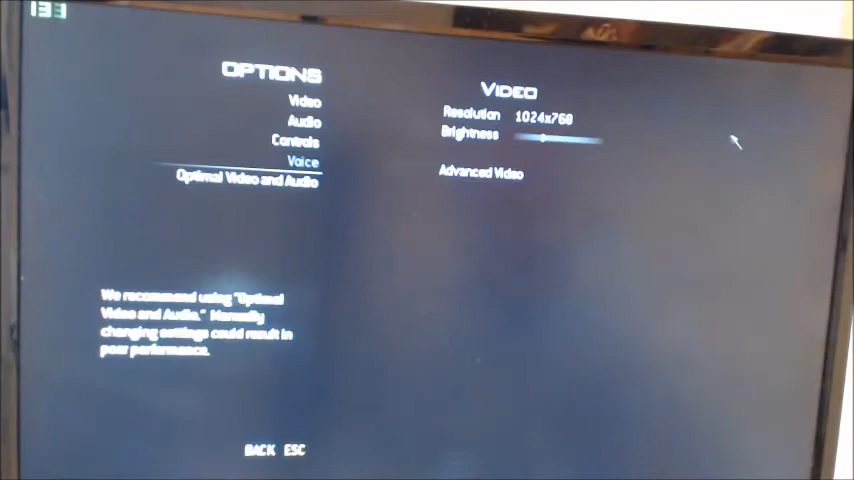 133
OPTIONS
Video
Audio
Controls
Voice
Optimal Video and Audio
VIDEO
Resolution 1024x768
Brightness
Advanced Video
We recommend using "Optimal
Video and Audio." Manually
changing settings could result in
poor performance.
BACK ESC